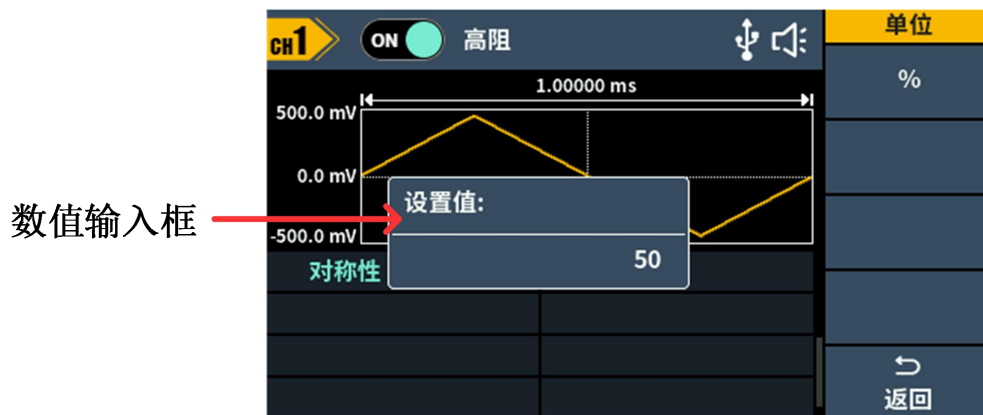 CH1 ON 高阻
单位
%
1.00000 ms
500.0 mV
0.0 mV
数值输入框
设置值:
-500.0 mV
50
对称性
返回